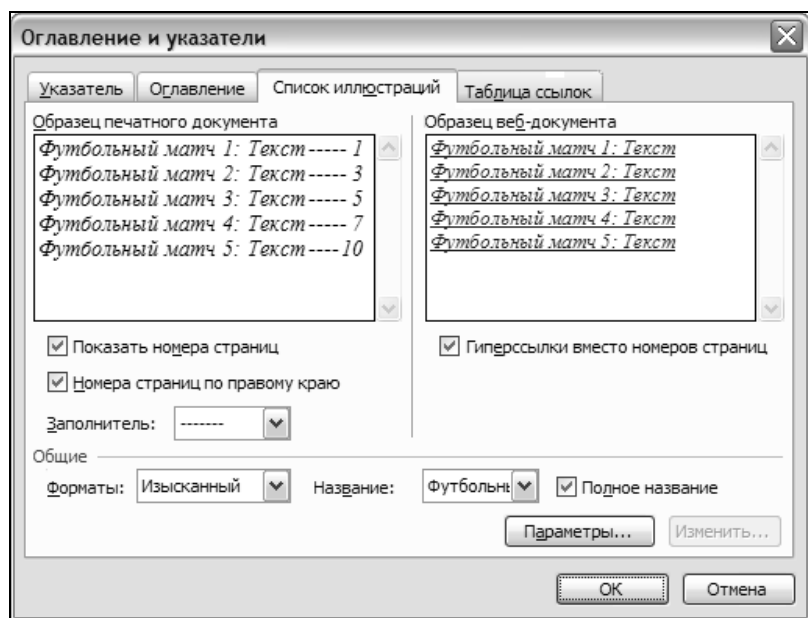 Оглавление и указатели
Указатель Оглавление Список иллюстраций Таблица ссылок
Образец печатного документа
Футбольный матч 1: Текст ----- 1
Футбольный матч 2: Текст ----- 3
Футбольный матч 3: Текст ----- 5
Футбольный матч 4: Текст ----- 7
Футбольный матч 5: Текст ----10
Образец веб-документа
Футбольный матч 1: Текст
Футбольный матч 2: Текст
Футбольный матч 3: Текст
Футбольный матч 4: Текст
Футбольный матч 5: Текст
Показать номера страниц
Номера страниц по правому краю
Заполнитель: -------
Гиперссылки вместо номеров страниц
Общие
Форматы: Изысканный Название: Футбольны Полное название
Параметры... Изменить...
ОК Отмена